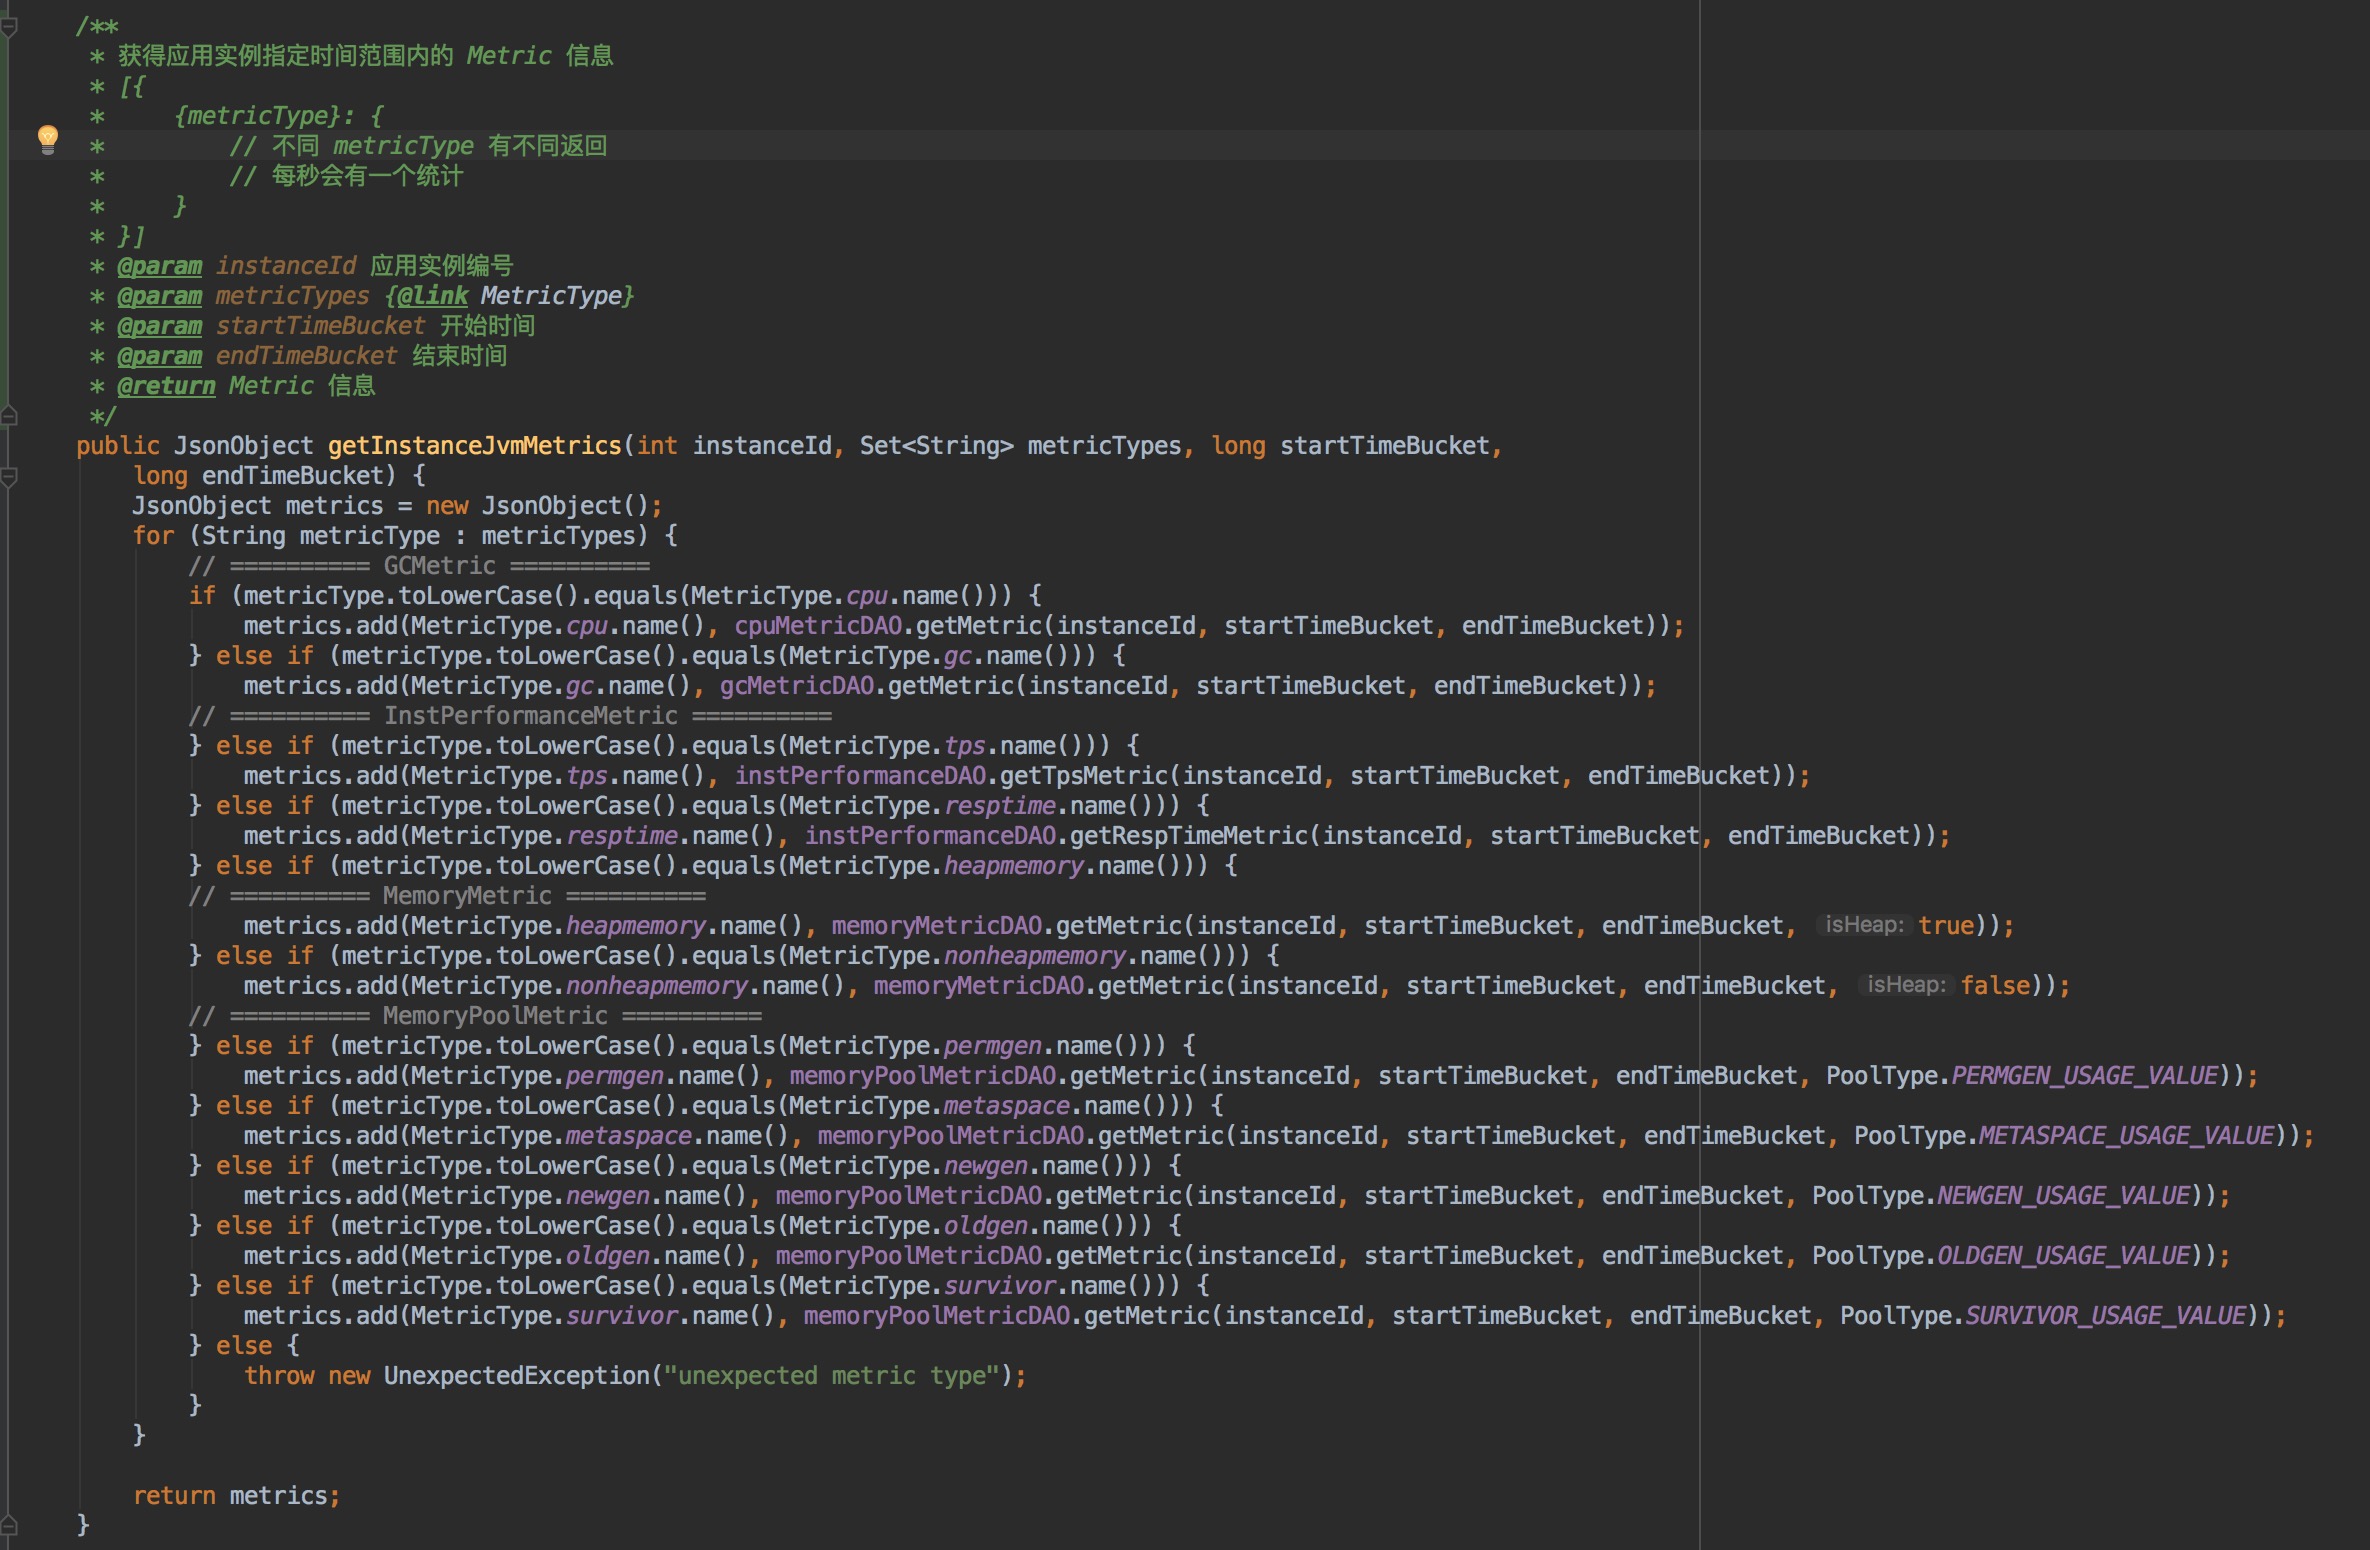 /**
 * 获得应用实例指定时间范围内的 Metric 信息
 * [{
 *     {metricType}: {
 *         // 不同 metricType 有不同返回
 *         // 每秒会有一个统计
 *     }
 * }]
 * @param instanceId 应用实例编号
 * @param metricTypes {@link MetricType}
 * @param startTimeBucket 开始时间
 * @param endTimeBucket 结束时间
 * @return Metric 信息
 */
public JsonObject getInstanceJvmMetrics(int instanceId, Set<String> metricTypes, long startTimeBucket,
    long endTimeBucket) {
    JsonObject metrics = new JsonObject();
    for (String metricType : metricTypes) {
        // ========== GCMetric ==========
        if (metricType.toLowerCase().equals(MetricType.cpu.name())) {
            metrics.add(MetricType.cpu.name(), cpuMetricDAO.getMetric(instanceId, startTimeBucket, endTimeBucket));
        } else if (metricType.toLowerCase().equals(MetricType.gc.name())) {
            metrics.add(MetricType.gc.name(), gcMetricDAO.getMetric(instanceId, startTimeBucket, endTimeBucket));
        // ========== InstPerformanceMetric ==========
        } else if (metricType.toLowerCase().equals(MetricType.tps.name())) {
            metrics.add(MetricType.tps.name(), instPerformanceDAO.getTpsMetric(instanceId, startTimeBucket, endTimeBucket));
        } else if (metricType.toLowerCase().equals(MetricType.resptime.name())) {
            metrics.add(MetricType.resptime.name(), instPerformanceDAO.getRespTimeMetric(instanceId, startTimeBucket, endTimeBucket));
        } else if (metricType.toLowerCase().equals(MetricType.heapmemory.name())) {
        // ========== MemoryMetric ==========
            metrics.add(MetricType.heapmemory.name(), memoryMetricDAO.getMetric(instanceId, startTimeBucket, endTimeBucket, isHeap: true));
        } else if (metricType.toLowerCase().equals(MetricType.nonheapmemory.name())) {
            metrics.add(MetricType.nonheapmemory.name(), memoryMetricDAO.getMetric(instanceId, startTimeBucket, endTimeBucket, isHeap: false));
        // ========== MemoryPoolMetric ==========
        } else if (metricType.toLowerCase().equals(MetricType.permgen.name())) {
            metrics.add(MetricType.permgen.name(), memoryPoolMetricDAO.getMetric(instanceId, startTimeBucket, endTimeBucket, PoolType.PERMGEN_USAGE_VALUE));
        } else if (metricType.toLowerCase().equals(MetricType.metaspace.name())) {
            metrics.add(MetricType.metaspace.name(), memoryPoolMetricDAO.getMetric(instanceId, startTimeBucket, endTimeBucket, PoolType.METASPACE_USAGE_VALUE));
        } else if (metricType.toLowerCase().equals(MetricType.newgen.name())) {
            metrics.add(MetricType.newgen.name(), memoryPoolMetricDAO.getMetric(instanceId, startTimeBucket, endTimeBucket, PoolType.NEWGEN_USAGE_VALUE));
        } else if (metricType.toLowerCase().equals(MetricType.oldgen.name())) {
            metrics.add(MetricType.oldgen.name(), memoryPoolMetricDAO.getMetric(instanceId, startTimeBucket, endTimeBucket, PoolType.OLDGEN_USAGE_VALUE));
        } else if (metricType.toLowerCase().equals(MetricType.survivor.name())) {
            metrics.add(MetricType.survivor.name(), memoryPoolMetricDAO.getMetric(instanceId, startTimeBucket, endTimeBucket, PoolType.SURVIVOR_USAGE_VALUE));
        } else {
            throw new UnexpectedException("unexpected metric type");
        }
    }

    return metrics;
}